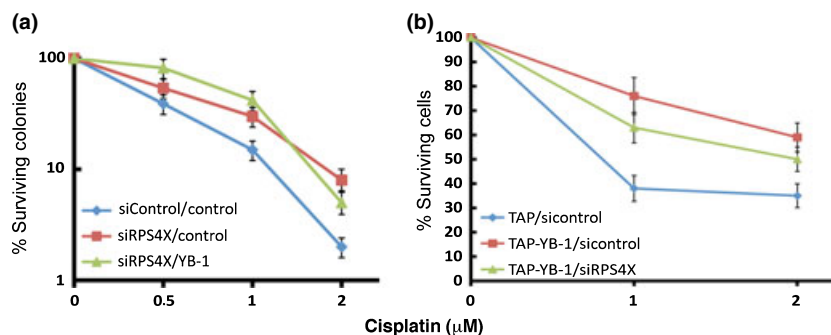 (a)
% Surviving colonies
100
10
1
siControl/control
siRPS4X/control
siRPS4X/YB-1
0
0.5
1
2
(b)
% Surviving cells
100
90
80
70
60
50
40
30
20
10
0
TAP/sicontrol
TAP-YB-1/sicontrol
TAP-YB-1/siRPS4X
0
1
2
Cisplatin (μM)